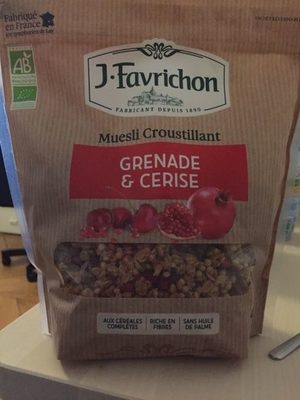 Fabriqué
en France
AB
J. Favrichon
FABRICANT DEPUIS 1890
Muesli Croustillant
GRENADE
& CERISE
AUX CÉRÉALES
COMPLÈTES
RICHE EN
FIBRES
SANS HUILE
DE PALME